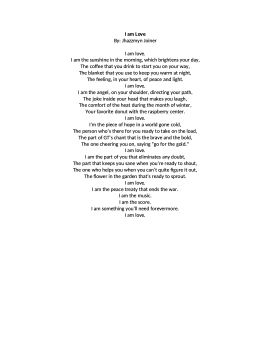 I am Love
By: Jhazzmyn Joiner
I am love.
I am the sunshine in the morning, which brightens your day,
The coffee that you drink to start you on your way,
The blanket that you use to keep you warm at night,
The feeling, in your heart, of peace and light.
I am love.
I am the angel, on your shoulder, directing your path,
The joke inside your head that makes you laugh,
The comfort of the heat during the month of winter,
Your favorite donut with the raspberry center.
I am love.
I'm the piece of hope in a world gone cold,
The person who's there for you ready to take on the load,
The part of GT's chant that is the brave and the bold,
The one cheering you on, saying "go for the gold."
I am love.
I am the part of you that eliminates any doubt,
The part that keeps you sane when you're ready to shout,
The one who helps you when you can't quite figure it out,
The flower in the garden that's ready to sprout.
I am love.
I am the peace treaty that ends the war.
I am the music.
I am the score.
I am something you'll need forevermore.
I am love.